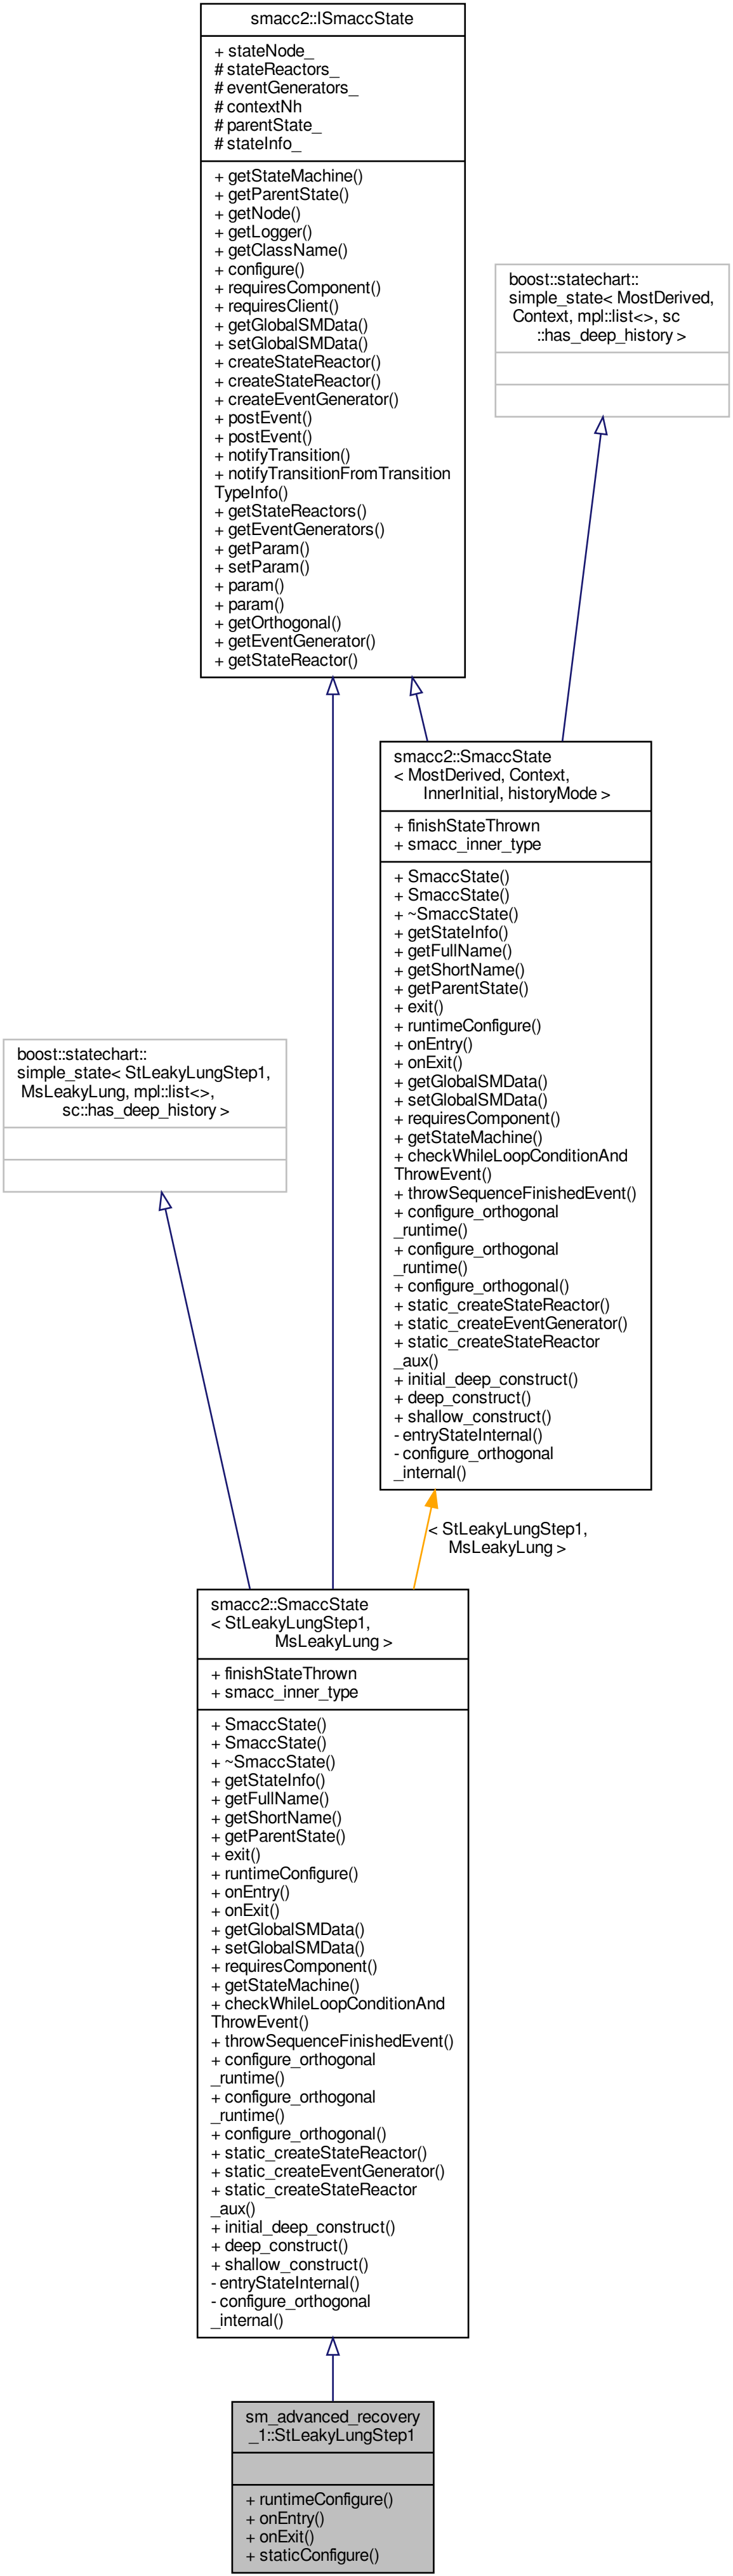 smacc2::ISmaccState
+ stateNode_
# stateReactors_
# eventGenerators_
# contextNh
# parentState_
# stateInfo_
+ getStateMachine()
+ getParentState()
+ getNode()
+ getLogger()
+ getClassName()
+ configure()
+ requiresComponent()
+ requiresClient()
+ getGlobalSMData()
+ setGlobalSMData()
+ createStateReactor()
+ createStateReactor()
+ createEventGenerator()
+ postEvent()
+ postEvent()
+ notifyTransition()
+ notifyTransitionFromTransition
TypeInfo()
+ getStateReactors()
+ getEventGenerators()
+ getParam()
+ setParam()
+ param()
+ param()
+ getOrthogonal()
+ getEventGenerator()
+ getStateReactor()
boost::statechart::
simple_state< MostDerived,
Context, mpl::list<>, sc
::has_deep_history >
smacc2::SmaccState
< MostDerived, Context,
InnerInitial, historyMode >
+ finishStateThrown
+ smacc_inner_type
+ SmaccState()
+ SmaccState()
+ ~SmaccState()
+ getStateInfo()
+ getFullName()
+ getShortName()
+ getParentState()
+ exit()
+ runtimeConfigure()
+ onEntry()
+ onExit()
+ getGlobalSMData()
+ setGlobalSMData()
+ requiresComponent()
+ getStateMachine()
+ checkWhileLoopConditionAnd
ThrowEvent()
+ throwSequenceFinishedEvent()
+ configure_orthogonal
_runtime()
+ configure_orthogonal
_runtime()
+ configure_orthogonal()
+ static_createStateReactor()
+ static_createEventGenerator()
+ static_createStateReactor
_aux()
+ initial_deep_construct()
+ deep_construct()
+ shallow_construct()
- entryStateInternal()
- configure_orthogonal
_internal()
boost::statechart::
simple_state< StLeakyLungStep1,
MsLeakyLung, mpl::list<>,
sc::has_deep_history >
< StLeakyLungStep1,
MsLeakyLung >
smacc2::SmaccState
< StLeakyLungStep1,
MsLeakyLung >
+ finishStateThrown
+ smacc_inner_type
+ SmaccState()
+ SmaccState()
+ ~SmaccState()
+ getStateInfo()
+ getFullName()
+ getShortName()
+ getParentState()
+ exit()
+ runtimeConfigure()
+ onEntry()
+ onExit()
+ getGlobalSMData()
+ setGlobalSMData()
+ requiresComponent()
+ getStateMachine()
+ checkWhileLoopConditionAnd
ThrowEvent()
+ throwSequenceFinishedEvent()
+ configure_orthogonal
_runtime()
+ configure_orthogonal
_runtime()
+ configure_orthogonal()
+ static_createStateReactor()
+ static_createEventGenerator()
+ static_createStateReactor
_aux()
+ initial_deep_construct()
+ deep_construct()
+ shallow_construct()
- entryStateInternal()
- configure_orthogonal
_internal()
sm_advanced_recovery
_1::StLeakyLungStep1
+ runtimeConfigure()
+ onEntry()
+ onExit()
+ staticConfigure()